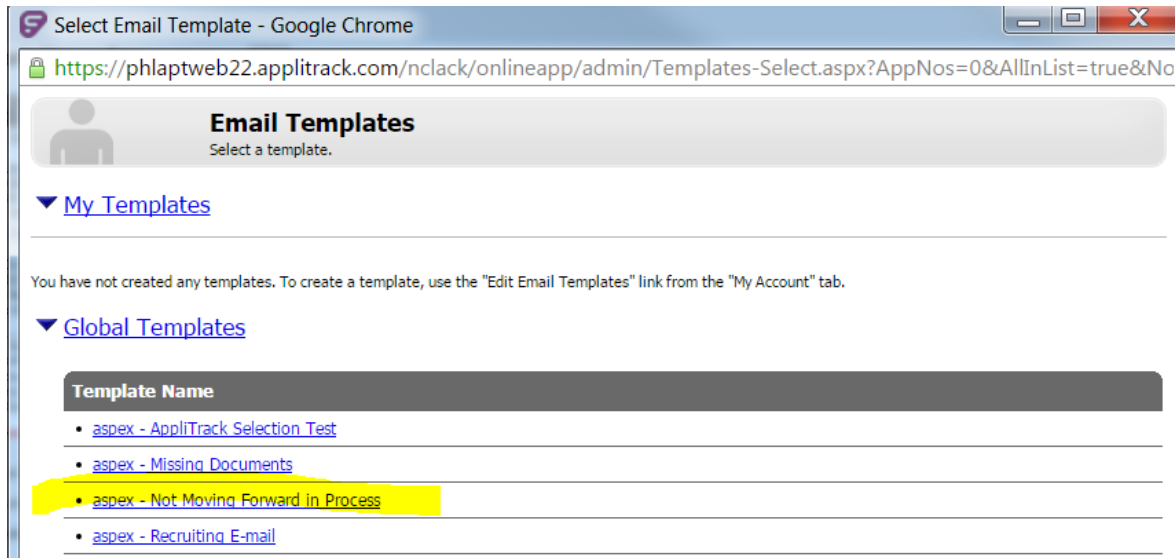 Select Email Template - Google Chrome
https://phlaptweb22.applitrack.com/nclack/onlineapp/admin/Templates-Select.aspx?AppNos=0&AllInList=true&No
Email Templates
Select a template.
My Templates
You have not created any templates. To create a template, use the "Edit Email Templates" link from the "My Account" tab.
Global Templates
Template Name
• aspex - AppliTrack Selection Test
• aspex - Missing Documents
• aspex - Not Moving Forward in Process
• aspex - Recruiting E-mail